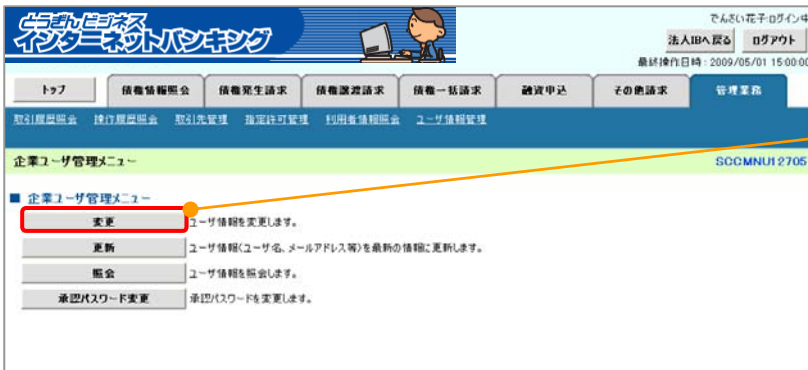 とうぎんビジネス
インターネットバンキング
でんさい花子:ログイン中
法人IBへ戻る ログアウト
最終操作日時:2009/05/01 15:00:00
トップ 債権情報照会 債権発生請求 債権譲渡請求 債権一括請求 融資申込 その他請求 管理業務
取引履歴照会 操作履歴照会 取引先管理 指定許可管理 利用者情報照会 ユーザ情報管理
企業ユーザ管理メニュー SCCMNU12705
■ 企業ユーザ管理メニュー
変更 ユーザ情報を変更します。
更新 ユーザ情報(ユーザ名、メールアドレス等)を最新の情報に更新します。
照会 ユーザ情報を照会します。
承認パスワード変更 承認パスワードを変更します。